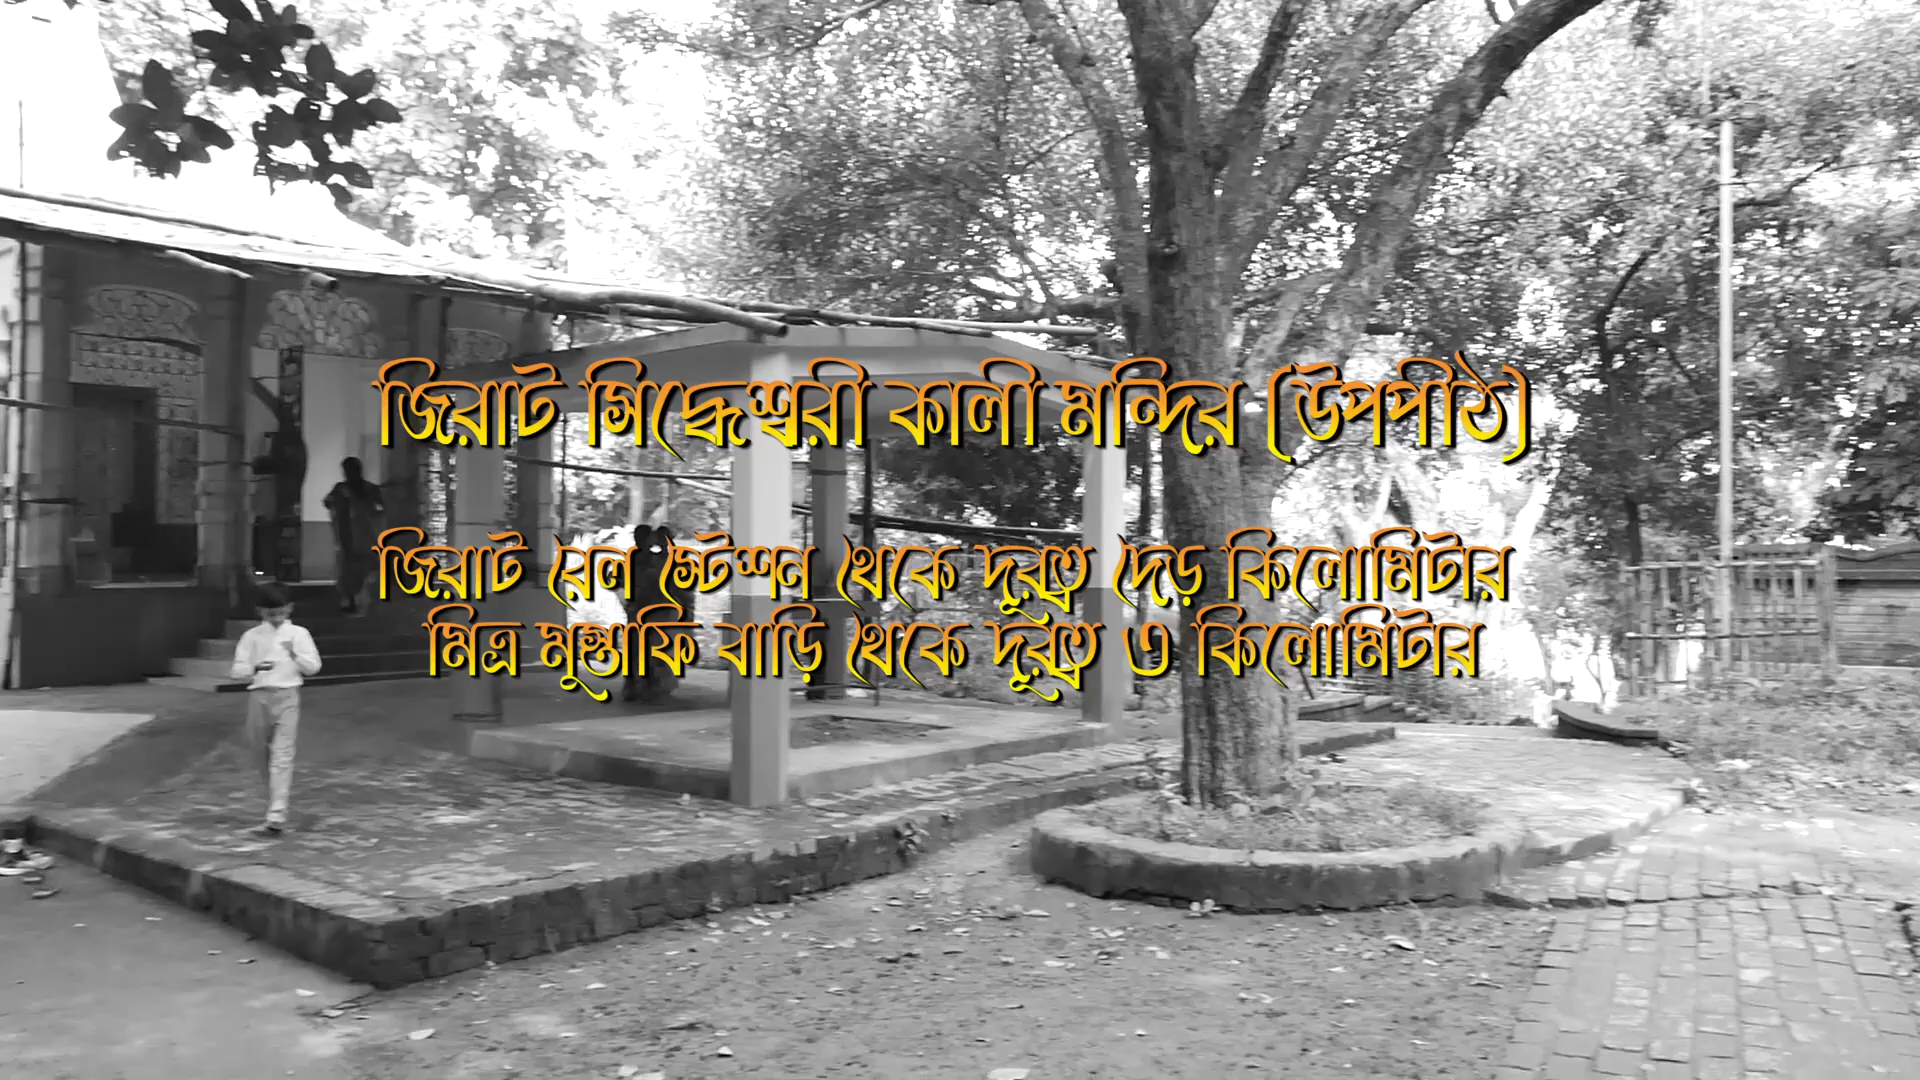 জিরাট সিদ্ধেশ্বরী কালী মন্দির (উপপীঠ)
জিরাট রেল স্টেশন থেকে দূরত্ব দেড় কিলোমিটার
মিত্র মুস্তাফি বাড়ি থেকে দূরত্ব ৩ কিলোমিটার